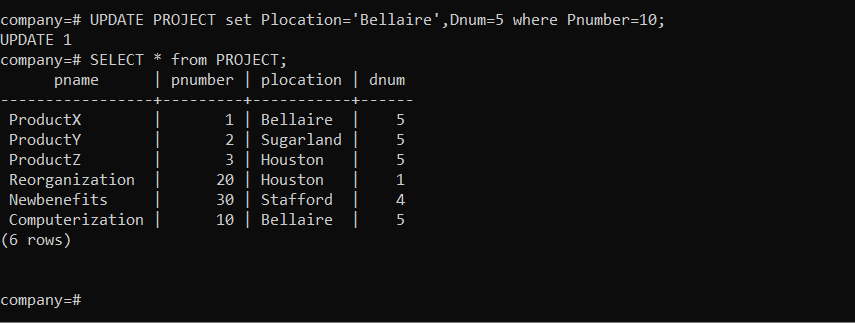 company=# UPDATE PROJECT set Plocation='Bellaire',Dnum=5 where Pnumber=10;
UPDATE 1
company=# SELECT * from PROJECT;
     pname      | pnumber | plocation | dnum
----------------+---------+-----------+------
 ProductX       |       1 | Bellaire  |    5
 ProductY       |       2 | Sugarland |    5
 ProductZ       |       3 | Houston   |    5
 Reorganization |      20 | Houston   |    1
 Newbenefits    |      30 | Stafford  |    4
 Computerization |      10 | Bellaire  |    5
(6 rows)
company=#